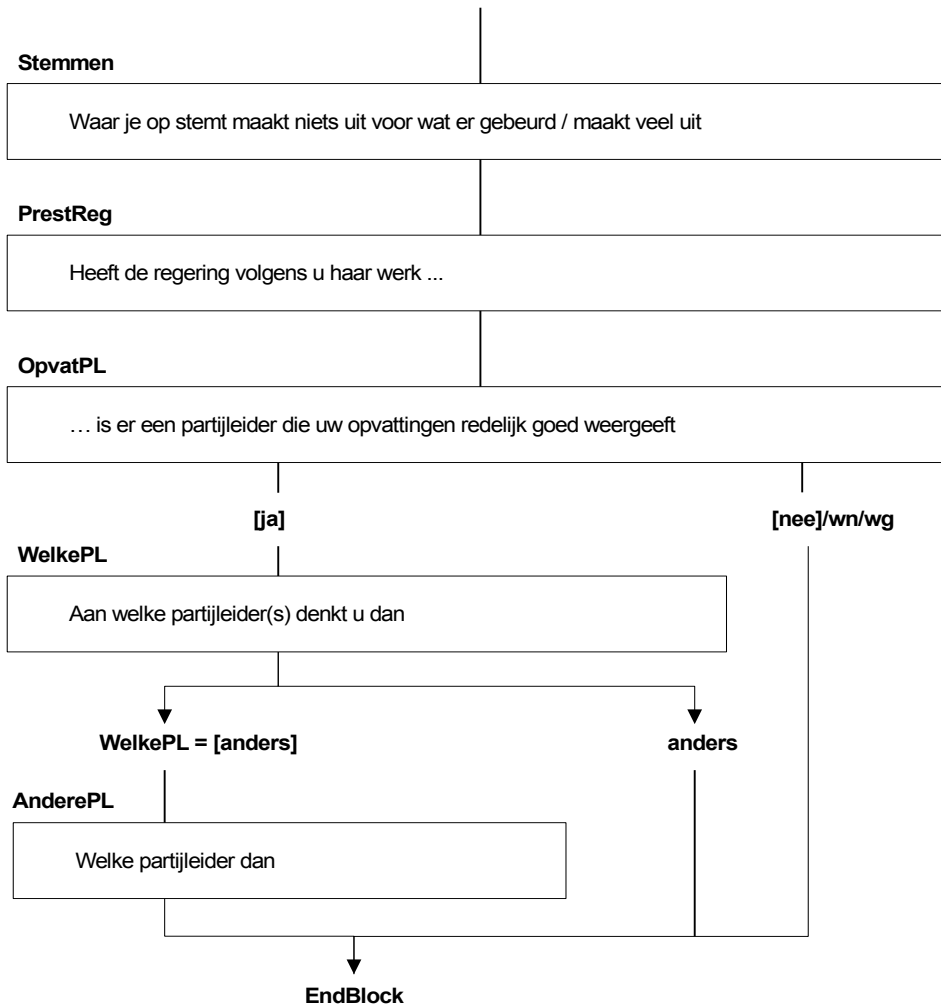 Stemmen
Waar je op stemt maakt niets uit voor wat er gebeurd / maakt veel uit
PrestReg
Heeft de regering volgens u haar werk ...
OpvatPL
… is er een partijleider die uw opvattingen redelijk goed weergeeft
[ja]
[nee]/wn/wg
WelkePL
Aan welke partijleider(s) denkt u dan
WelkePL = [anders]
anders
AnderePL
Welke partijleider dan
EndBlock